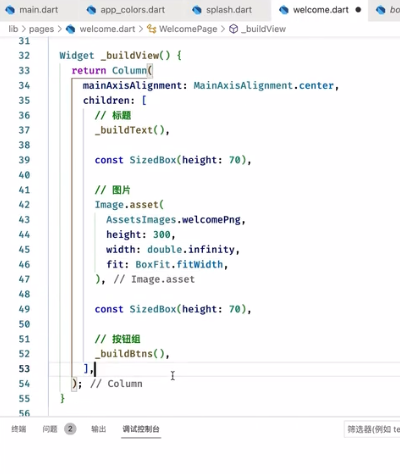 main.dart app_colors.dart splash.dart welcome.dart
lib > pages > welcome.dart > WelcomePage > _buildView
31
32 Widget _buildView() {
33 return Column(
34 mainAxisAlignment: MainAxisAlignment.center,
35 children: [
36 // 标题
37 _buildText(),
38
39 const SizedBox(height: 70),
40
41 // 图片
42 Image.asset(
43 AssetsImages.welcomePng,
44 height: 300,
45 width: double.infinity,
46 fit: BoxFit.fitWidth,
47 ), // Image.asset
48
49 const SizedBox(height: 70),
50
51 // 按钮组
52 _buildBtns(),
53 ],
54 ); // Column
55 }
56
终端 问题 2 输出 调试控制台 筛选器(例如 te